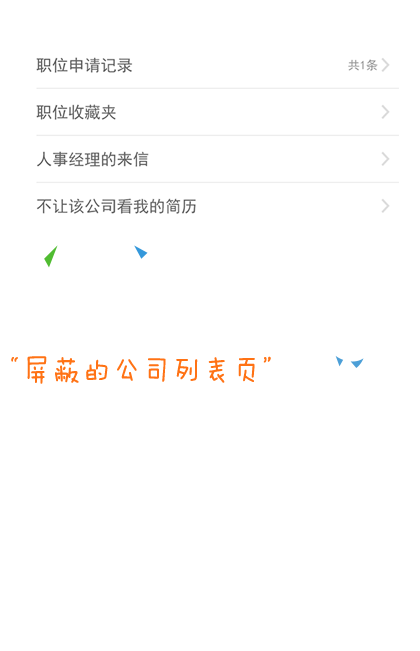 职位申请记录 共1条
职位收藏夹
人事经理的来信
不让该公司看我的简历
“屏蔽的公司列表页”